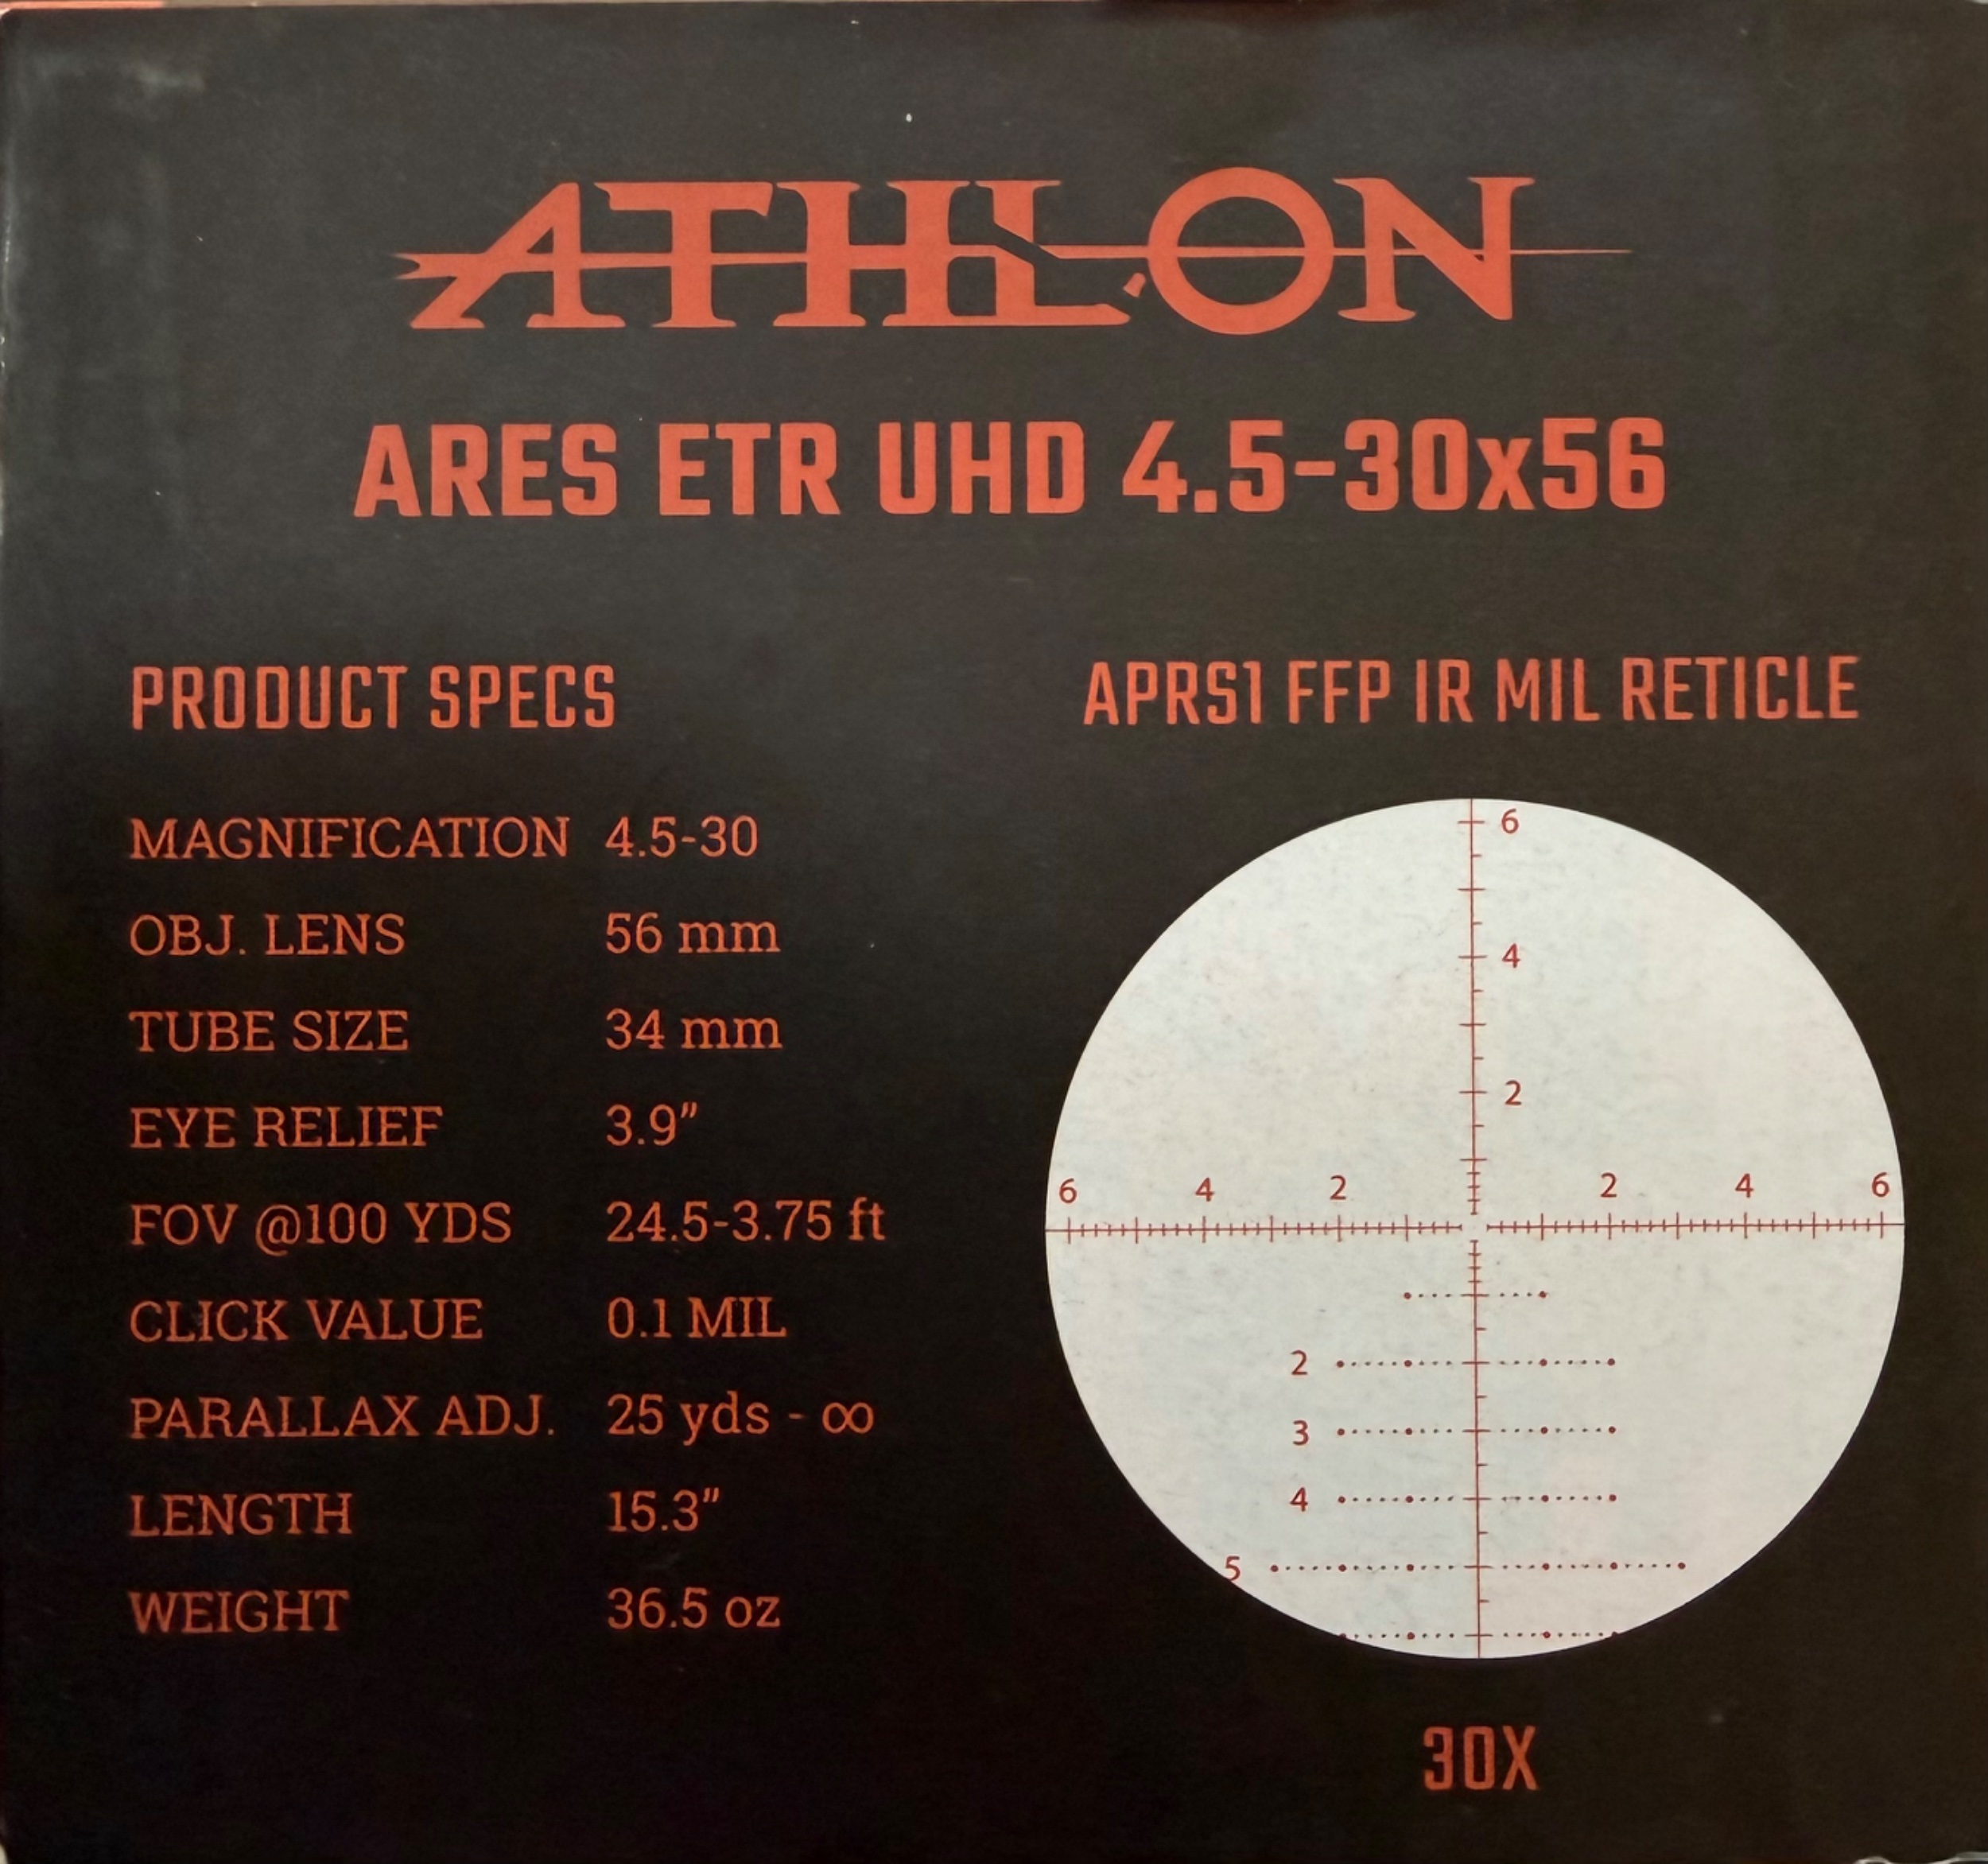 ATHLON
ARES ETR UHD 4.5-30x56
PRODUCT SPECS
MAGNIFICATION 4.5-30
OBJ. LENS 56 mm
TUBE SIZE 34 mm
EYE RELIEF 3.9"
FOV @100 YDS 24.5-3.75 ft
CLICK VALUE 0.1 MIL
PARALLAX ADJ. 25 yds - ∞
LENGTH 15.3"
WEIGHT 36.5 oz
APRS1 FFP IR MIL RETICLE
6
4
2
6 4 2 2 4 6
2
3
4
5
30X